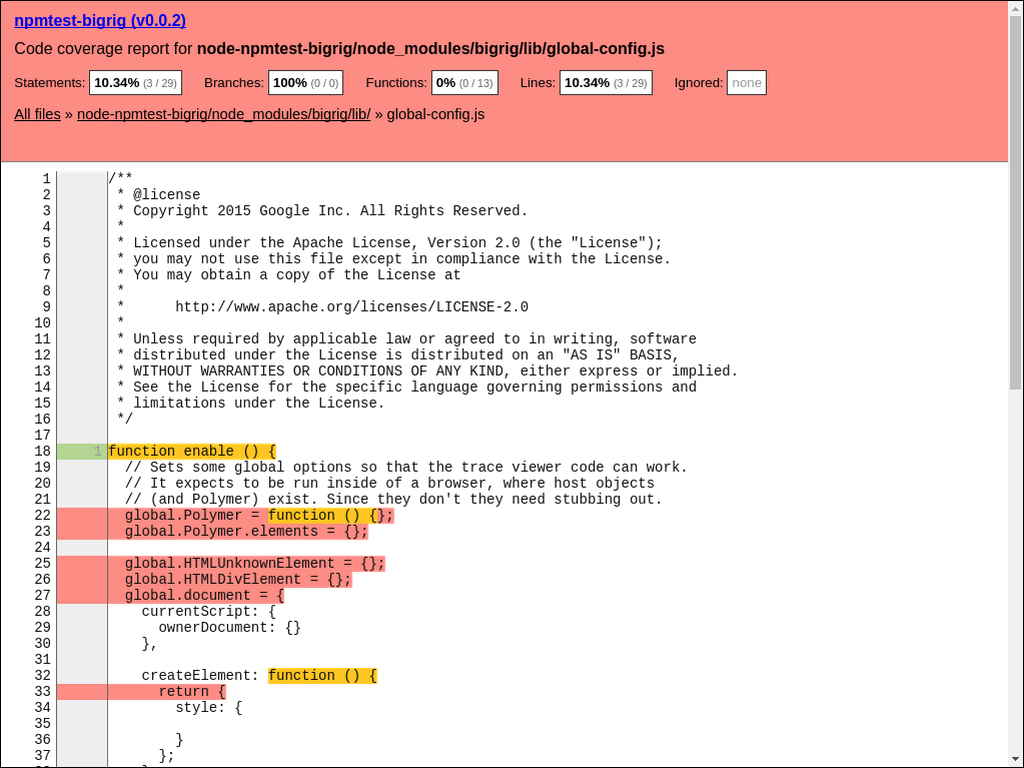 npmtest-bigrig (v0.0.2)
Code coverage report for node-npmtest-bigrig/node_modules/bigrig/lib/global-config.js
Statements: 10.34% (3 / 29) Branches: 100% (0 / 0) Functions: 0% (0 / 13) Lines: 10.34% (3 / 29) Ignored: none
All files » node-npmtest-bigrig/node_modules/bigrig/lib/ » global-config.js
1 /**
2  * @license
3  * Copyright 2015 Google Inc. All Rights Reserved.
4  *
5  * Licensed under the Apache License, Version 2.0 (the "License");
6  * you may not use this file except in compliance with the License.
7  * You may obtain a copy of the License at
8  *
9  *      http://www.apache.org/licenses/LICENSE-2.0
10  *
11  * Unless required by applicable law or agreed to in writing, software
12  * distributed under the License is distributed on an "AS IS" BASIS,
13  * WITHOUT WARRANTIES OR CONDITIONS OF ANY KIND, either express or implied.
14  * See the License for the specific language governing permissions and
15  * limitations under the License.
16  */
17
18 1 function enable () {
19   // Sets some global options so that the trace viewer code can work.
20   // It expects to be run inside of a browser, where host objects
21   // (and Polymer) exist. Since they don't they need stubbing out.
22   global.Polymer = function () {};
23   global.Polymer.elements = {};
24
25   global.HTMLUnknownElement = {};
26   global.HTMLDivElement = {};
27   global.document = {
28     currentScript: {
29       ownerDocument: {}
30     },
31
32     createElement: function () {
33       return {
34         style: {
35
36         }
37       };